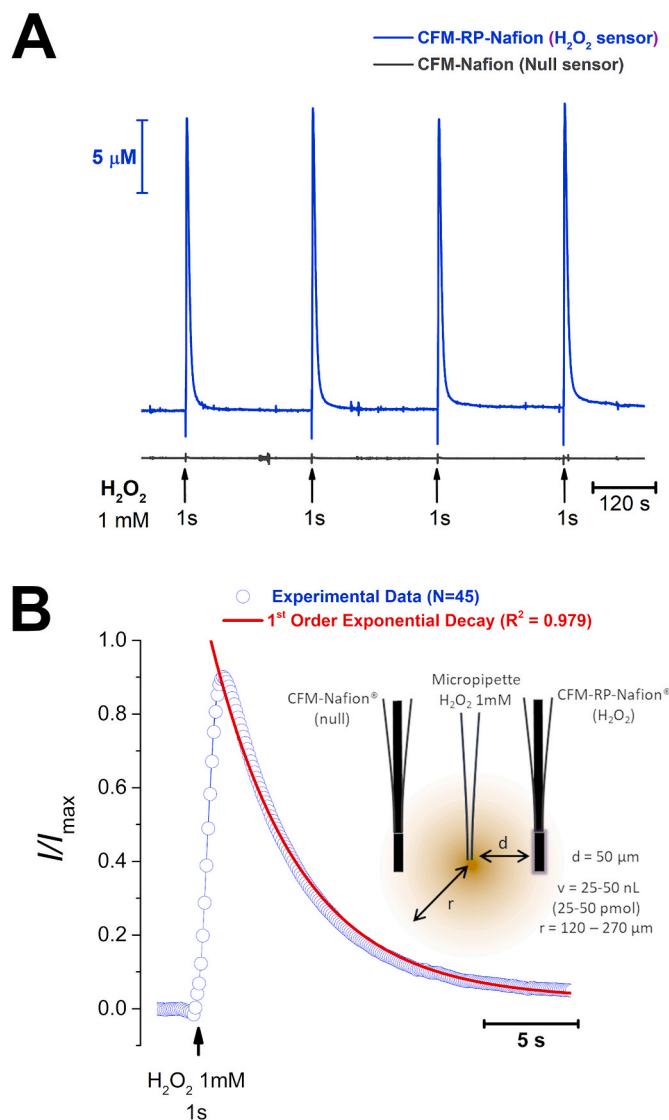 A
CFM-RP-Nafion (H₂O₂ sensor)
CFM-Nafion (Null sensor)
5 µM
H₂O₂
1 mM
1s
1s
1s
1s
120 s
B
Experimental Data (N=45)
1ˢᵗ Order Exponential Decay (R² = 0.979)
1.0
0.8
0.6
0.4
0.2
0.0
I/Iₘₐₓ
CFM-Nafion®
(null)
Micropipette
H₂O₂ 1mM
CFM-RP-Nafion®
(H₂O₂)
d
r
d = 50 µm
v = 25-50 nL
(25-50 pmol)
r = 120 – 270 µm
5 s
H₂O₂ 1mM
1s